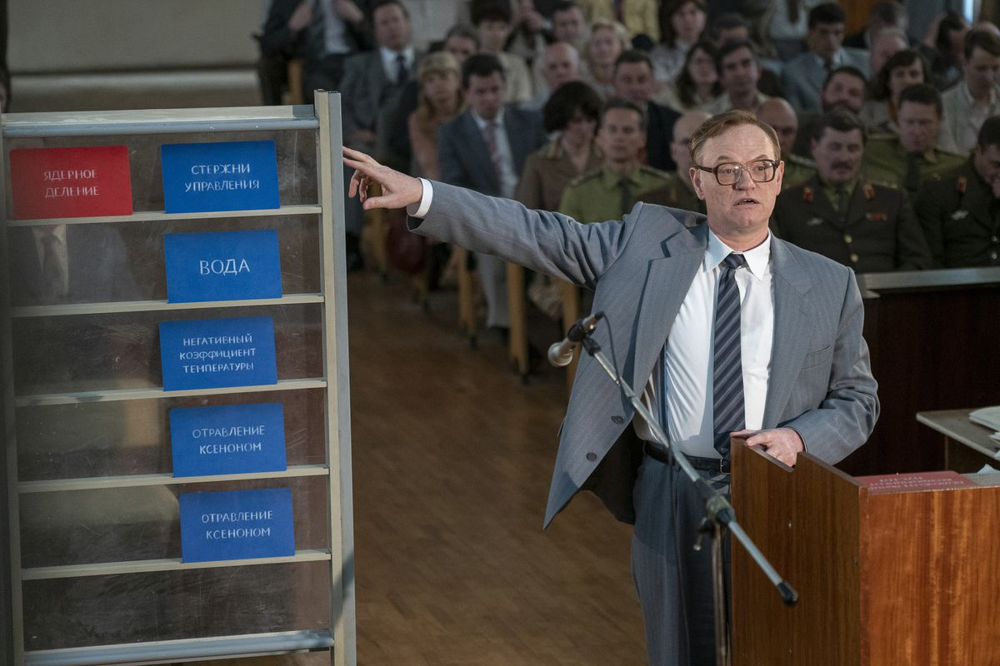 ЯДЕРНОЕ
ДЕЛЕНИЕ
СТЕРЖНИ
УПРАВЛЕНИЯ
ВОДА
НЕГАТИВНЫЙ
КОЭФФИЦИЕНТ
ТЕМПЕРАТУРЫ
ОТРАВЛЕНИЕ
КСЕНОНОМ
ОТРАВЛЕНИЕ
КСЕНОНОМ